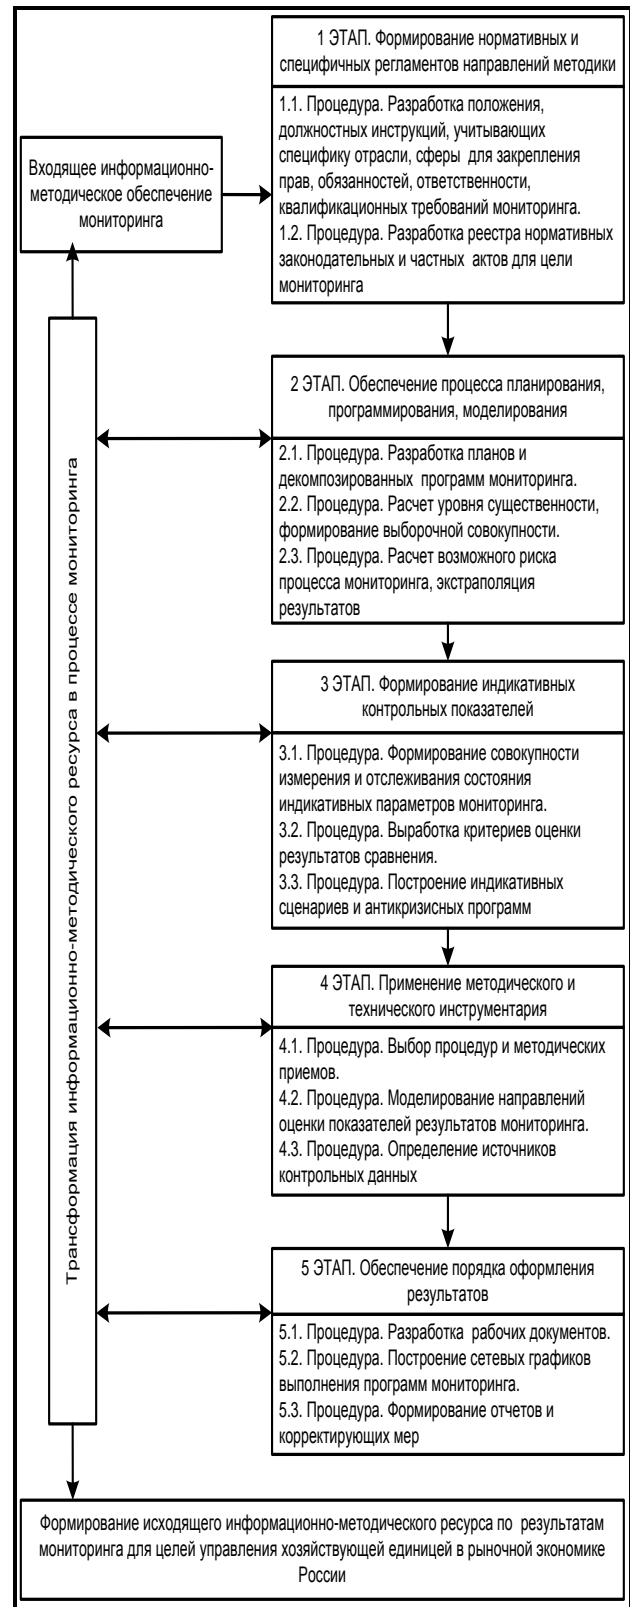 1 ЭТАП. Формирование нормативных и
специфичных регламентов направлений методики
1.1. Процедура. Разработка положения,
должностных инструкций, учитывающих
специфику отрасли, сферы для закрепления
прав, обязанностей, ответственности,
квалификационных требований мониторинга.
1.2. Процедура. Разработка реестра нормативных
законодательных и частных актов для цели
мониторинга
Входящее информационно-
методическое обеспечение
мониторинга
Трансформация информационно-методического ресурса в процессе мониторинга
2 ЭТАП. Обеспечение процесса планирования,
программирования, моделирования
2.1. Процедура. Разработка планов и
декомпозированных программ мониторинга.
2.2. Процедура. Расчет уровня существенности,
формирование выборочной совокупности.
2.3. Процедура. Расчет возможного риска
процесса мониторинга, экстраполяция
результатов
3 ЭТАП. Формирование индикативных
контрольных показателей
3.1. Процедура. Формирование совокупности
измерения и отслеживания состояния
индикативных параметров мониторинга.
3.2. Процедура. Выработка критериев оценки
результатов сравнения.
3.3. Процедура. Построение индикативных
сценариев и антикризисных программ
4 ЭТАП. Применение методического и
технического инструментария
4.1. Процедура. Выбор процедур и методических
приемов.
4.2. Процедура. Моделирование направлений
оценки показателей результатов мониторинга.
4.3. Процедура. Определение источников
контрольных данных
5 ЭТАП. Обеспечение порядка оформления
результатов
5.1. Процедура. Разработка рабочих документов.
5.2. Процедура. Построение сетевых графиков
выполнения программ мониторинга.
5.3. Процедура. Формирование отчетов и
корректирующих мер
Формирование исходящего информационно-методического ресурса по результатам
мониторинга для целей управления хозяйствующей единицей в рыночной экономике
России